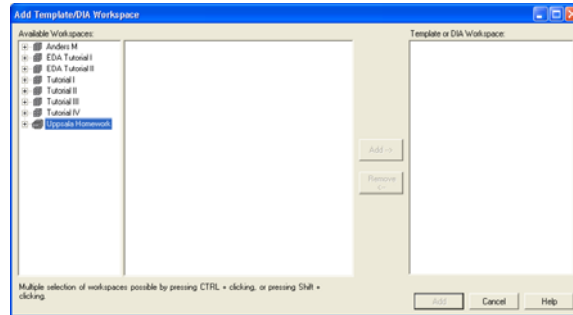 Add Template/DIA Workspace
Available Workspaces:
Template or DIA Workspace:
Anders M
EDA Tutorial I
EDA Tutorial II
Tutorial I
Tutorial II
Tutorial III
Tutorial IV
Uppsala Homework
Add ->
Remove
<--
Multiple selection of workspaces possible by pressing CTRL + clicking, or pressing Shift +
clicking.
Add
Cancel
Help